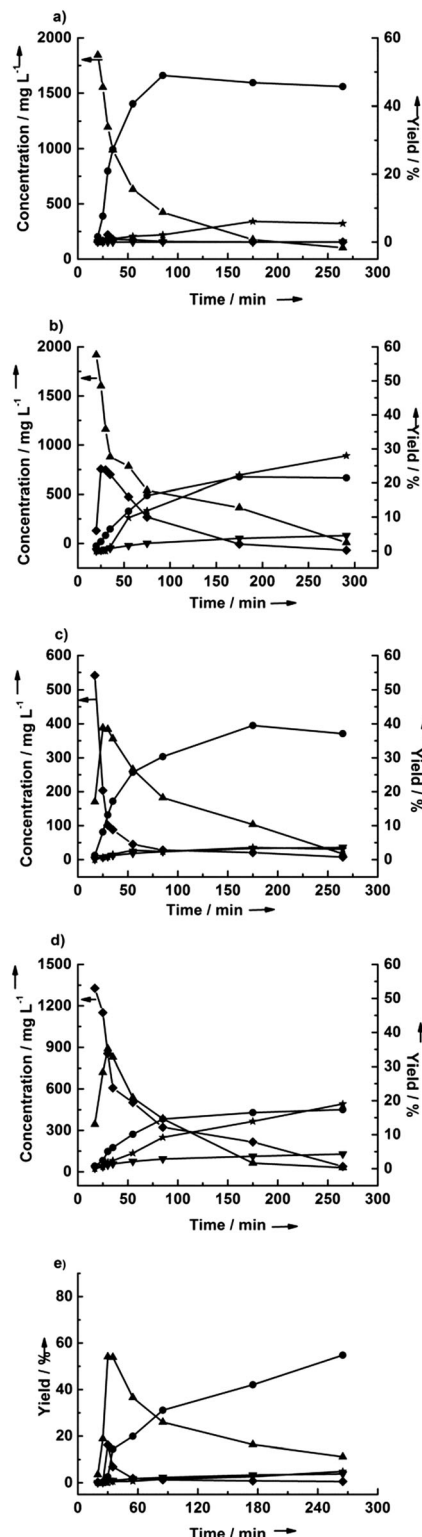 a)
2000
1500
1000
500
0
60
40
20
0
Concentration / mg L⁻¹
Yield / %
0 50 100 150 200 250 300
Time / min
b)
2000
1500
1000
500
0
60
50
40
30
20
10
0
Concentration / mg L⁻¹
Yield / %
0 50 100 150 200 250 300
Time / min
c)
600
500
400
300
200
100
0
60
50
40
30
20
10
0
Concentration / mg L⁻¹
Yield / %
0 50 100 150 200 250 300
Time / min
d)
1500
1200
900
600
300
0
60
50
40
30
20
10
0
Concentration / mg L⁻¹
Yield / %
0 50 100 150 200 250 300
Time / min
e)
80
60
40
20
0
Yield / %
0 60 120 180 240 300
Time / min